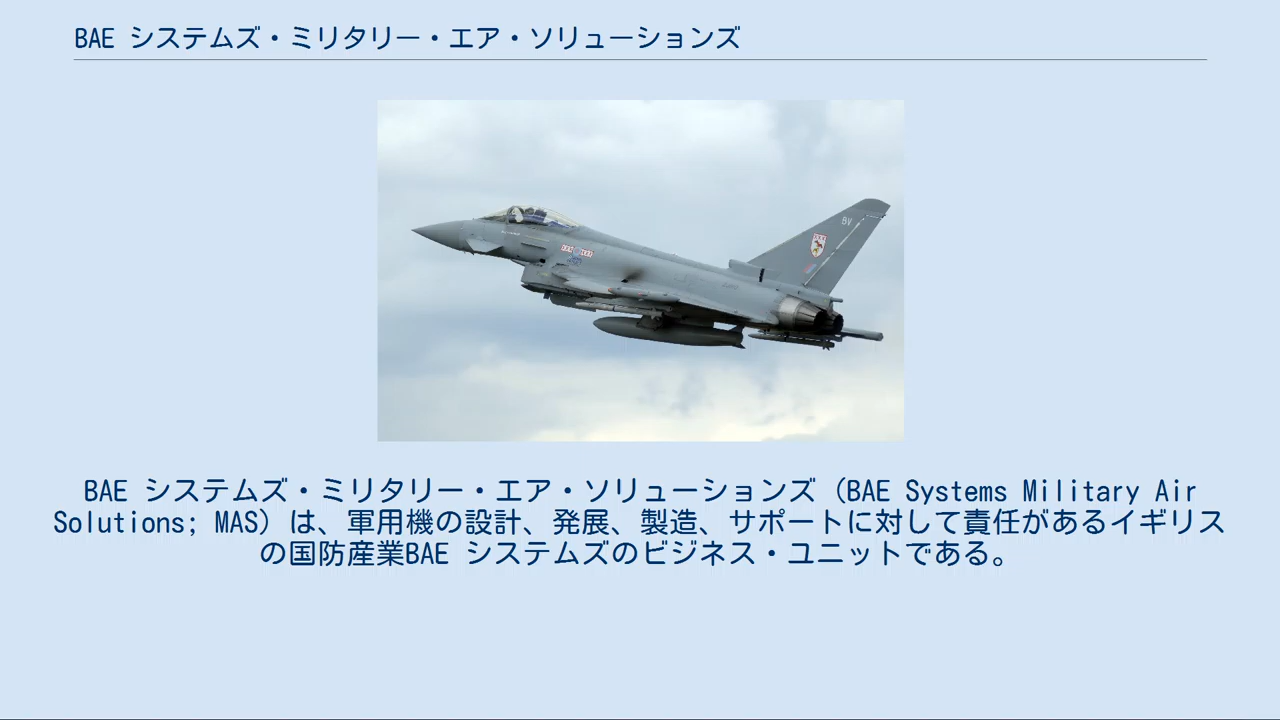 BAE システムズ・ミリタリー・エア・ソリューションズ
BV
BAE システムズ・ミリタリー・エア・ソリューションズ（BAE Systems Military Air
Solutions; MAS）は、軍用機の設計、発展、製造、サポートに対して責任があるイギリス
の国防産業BAE システムズのビジネス・ユニットである。